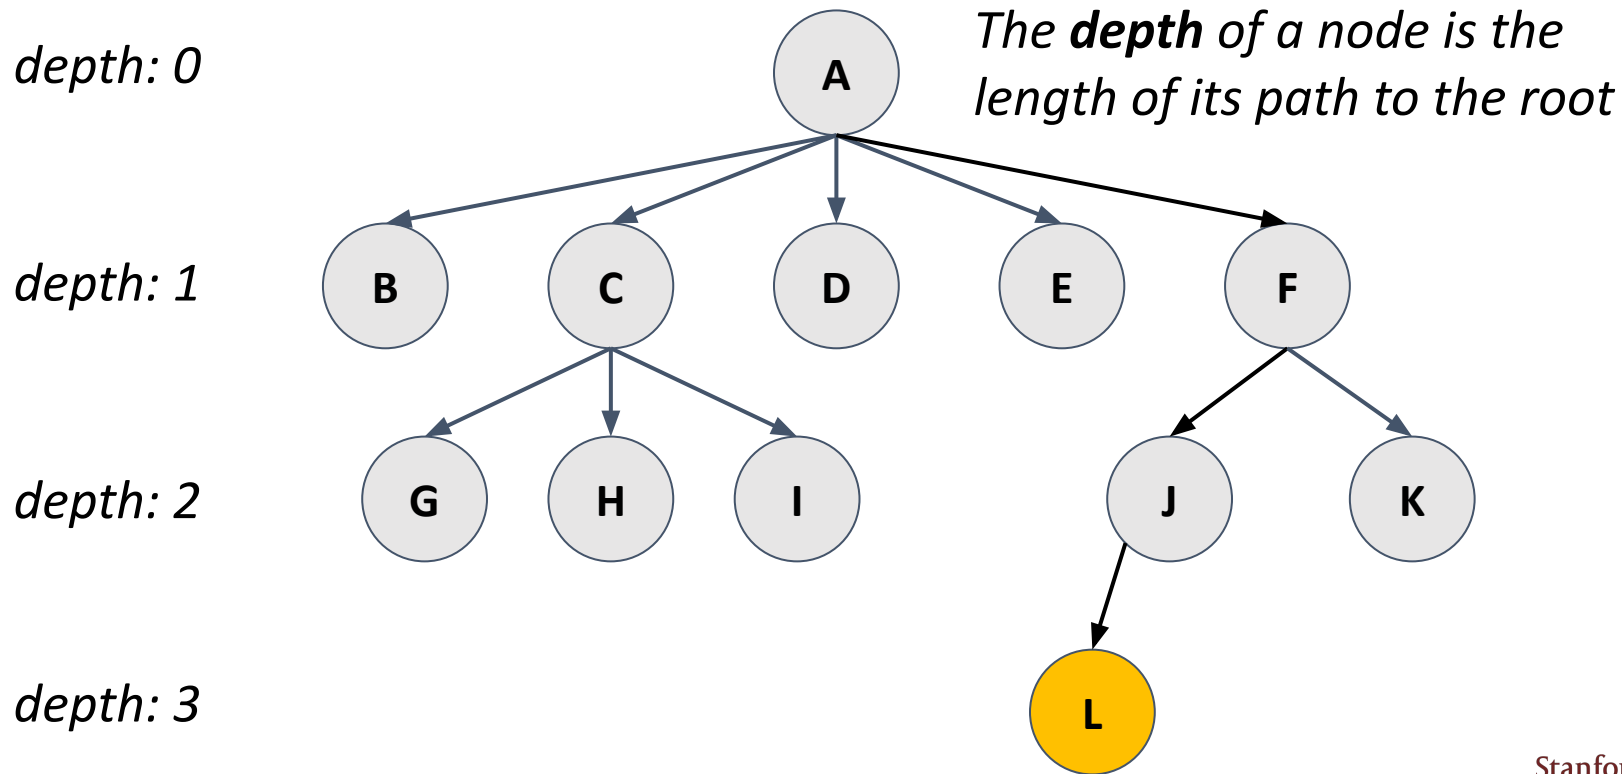 depth: 0
A
The depth of a node is the
length of its path to the root
depth: 1
B
C
D
E
F
depth: 2
G
H
I
J
K
depth: 3
L